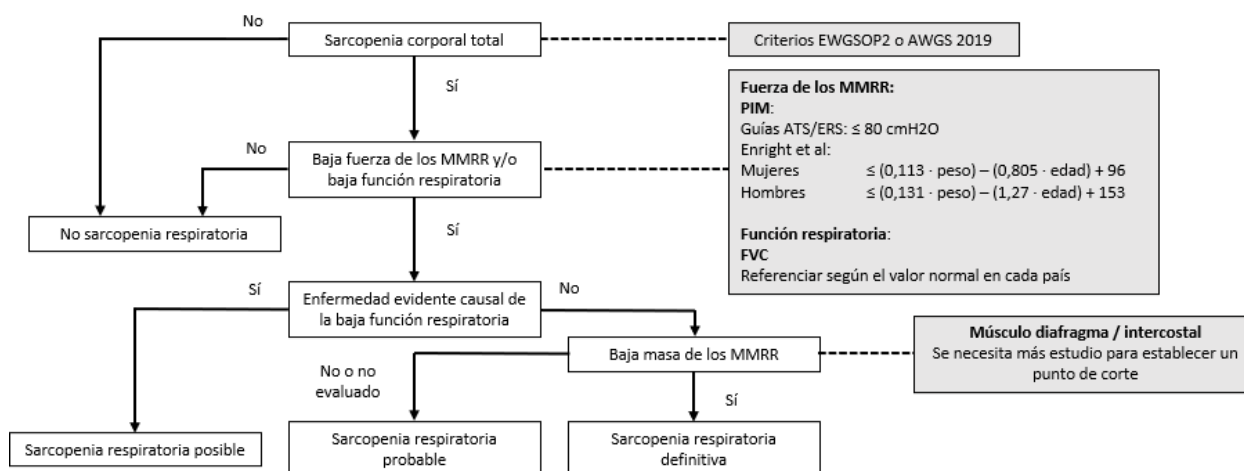 No
Sarcopenia corporal total
Criterios EWGSOP2 o AWGS 2019
Sí
Fuerza de los MMRR:
PIM:
Guías ATS/ERS: ≤ 80 cmH2O
Enright et al:
Mujeres ≤ (0,113 · peso) – (0,805 · edad) + 96
Hombres ≤ (0,131 · peso) – (1,27 · edad) + 153
Función respiratoria:
FVC
Referenciar según el valor normal en cada país
No
Baja fuerza de los MMRR y/o
baja función respiratoria
No sarcopenia respiratoria
Sí
Sí
Enfermedad evidente causal de
la baja función respiratoria
No
Baja masa de los MMRR
Músculo diafragma / intercostal
Se necesita más estudio para establecer un
punto de corte
No o no
evaluado
Sí
Sarcopenia respiratoria posible
Sarcopenia respiratoria
probable
Sarcopenia respiratoria
definitiva